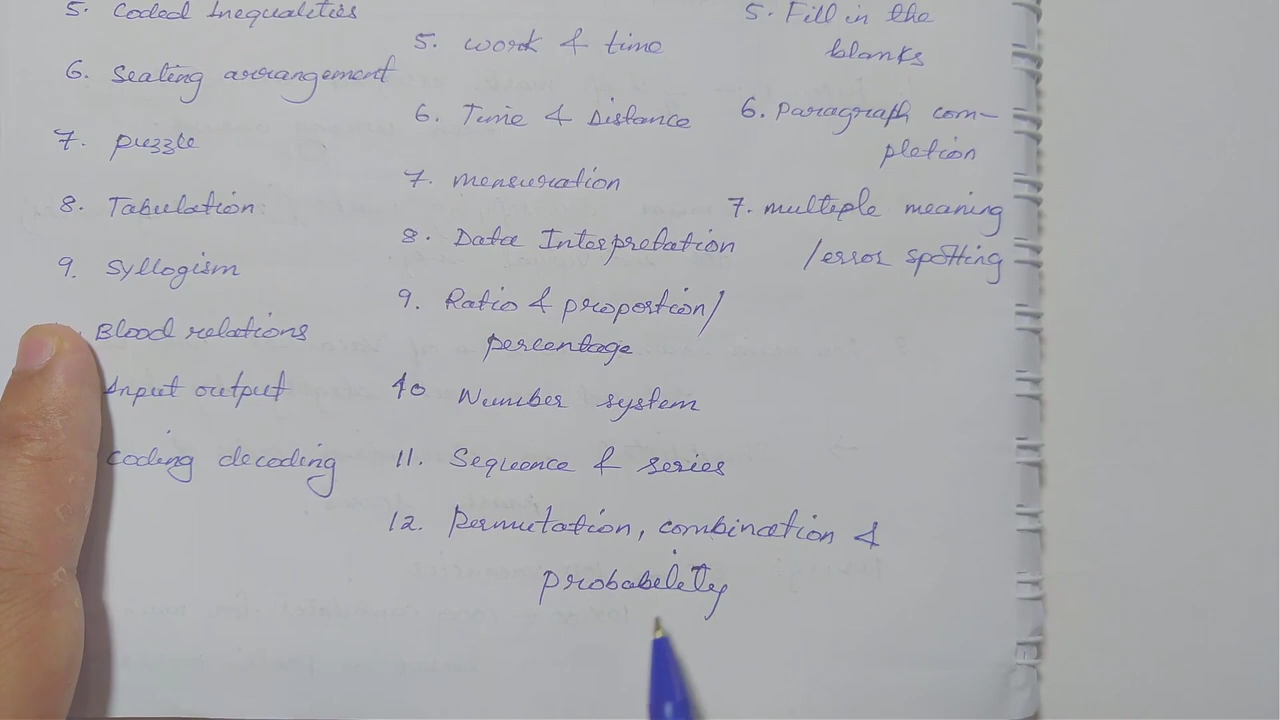 5. Coded Inequalities
6. Seating arrangement
7. puzzle
8. Tabulation
9. Syllogism
Blood relations
Input output
coding decoding
5. work & time
6. Time & Distance
7. mensuration
8. Data Interpretation
9. Ratio & proportion/
percentage
10 Number system
11. Sequence & series
12. Permutation, combination &
probability
5. Fill in the
blanks
6. Paragraph com-
pletion
7. multiple meaning
/error spotting